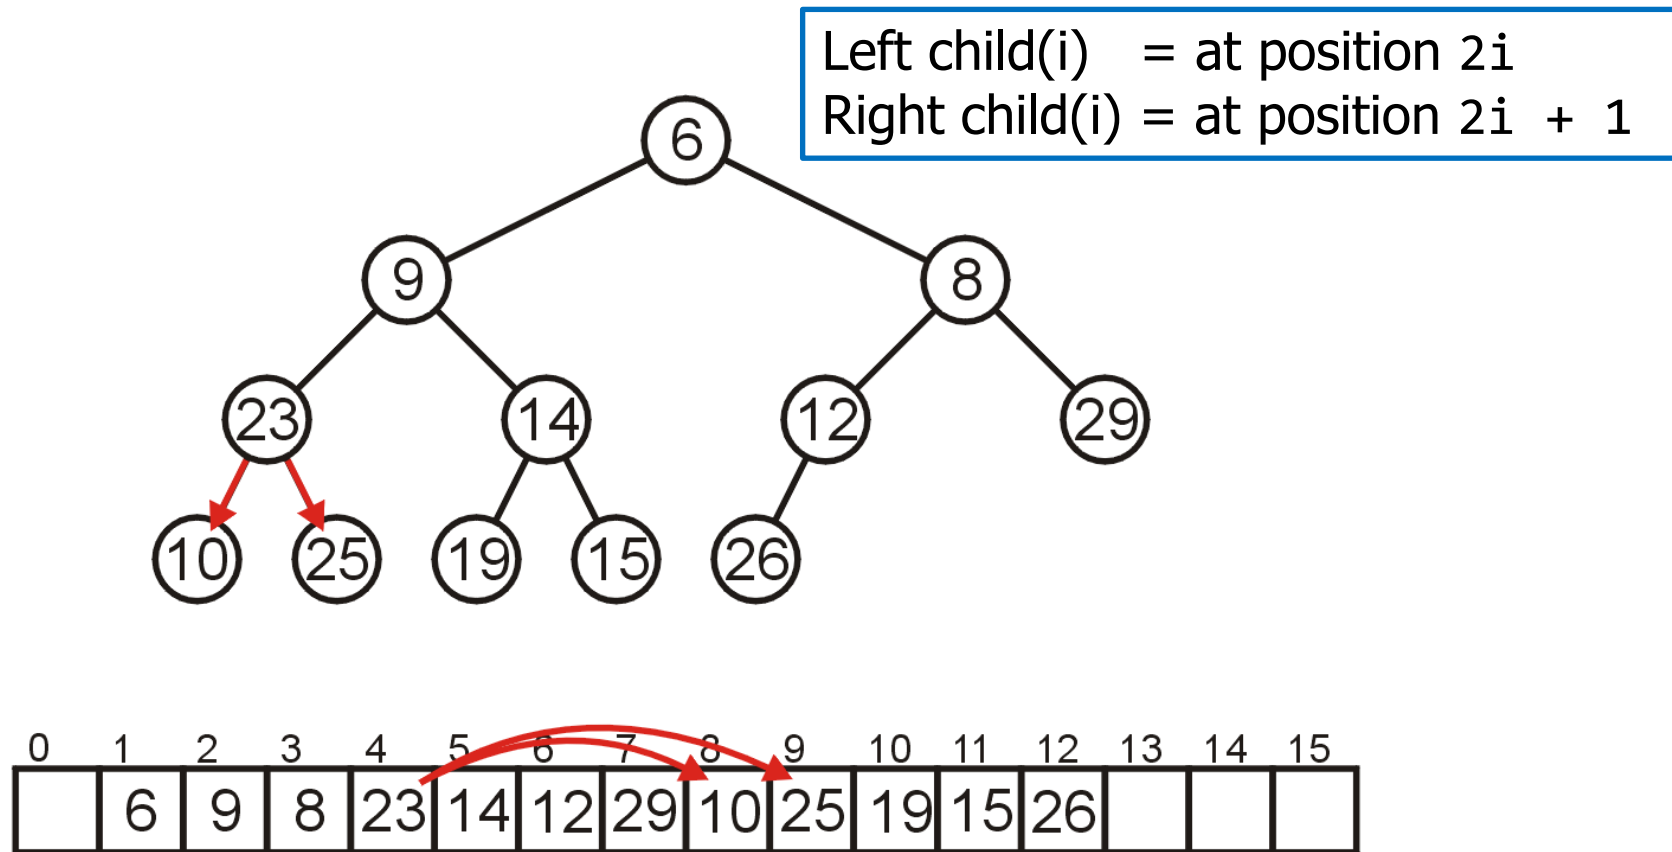 Left child(i) = at position 2i
Right child(i) = at position 2i + 1
6
9 8
23 14 12 29
10 25 19 15 26
0 1 2 3 4 5 6 7 8 9 10 11 12 13 14 15
6 9 8 23 14 12 29 10 25 19 15 26